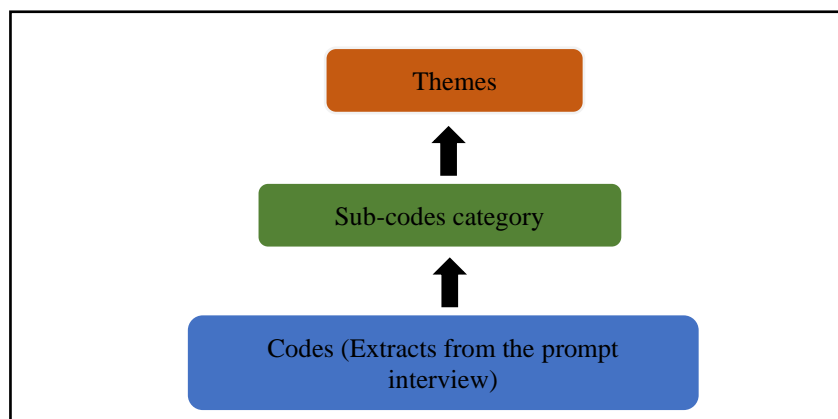 Themes
Sub-codes category
Codes (Extracts from the prompt
interview)